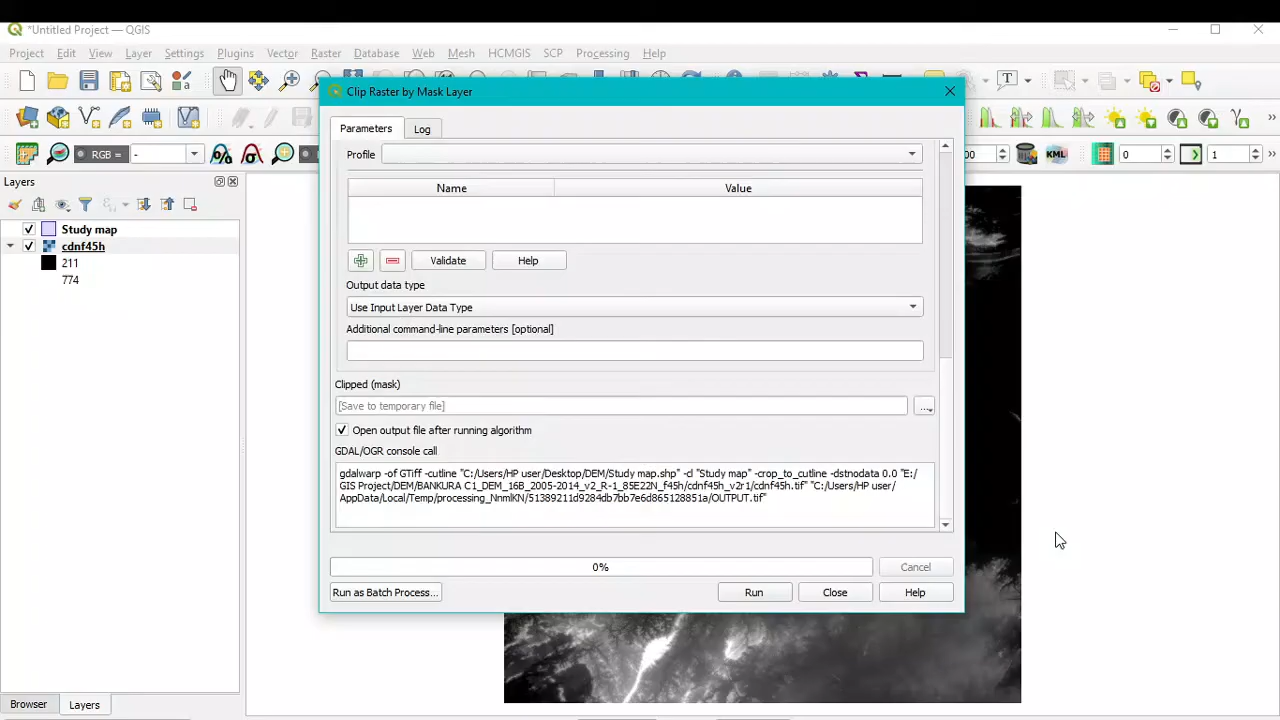 *Untitled Project — QGIS
Project Edit View Layer Settings Plugins Vector Raster Database Web Mesh HCMGIS SCP Processing Help
Clip Raster by Mask Layer
Parameters Log
RGB = -
00
0
1
Layers
Study map
cdnf45h
211
774
Profile
Name Value
Validate Help
Output data type
Use Input Layer Data Type
Additional command-line parameters [optional]
Clipped (mask)
[Save to temporary file]
...
Open output file after running algorithm
GDAL/OGR console call
gdalwarp -of GTiff -cutline "C:/Users/HP user/Desktop/DEM/Study map.shp" -cl "Study map" -crop_to_cutline -dstnodata 0.0 "E:/
GIS Project/DEM/BANKURA C1_DEM_16B_2005-2014_v2_R-1_85E22N_f45h/cdnf45h_v2r1/cdnf45h.tif" "C:/Users/HP user/
AppData/Local/Temp/processing_NnmlKN/51389211d9284db7bb7e6d865128851a/OUTPUT.tif"
0% Cancel
Run as Batch Process... Run Close Help
Browser Layers